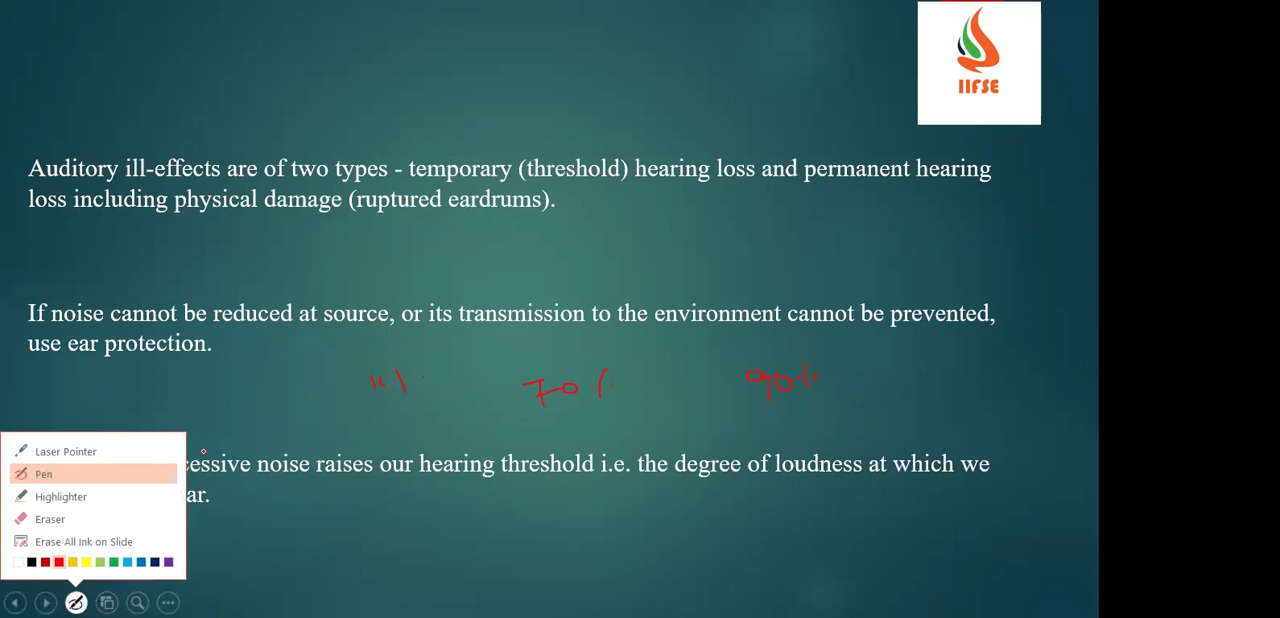 IIFSE
Auditory ill-effects are of two types - temporary (threshold) hearing loss and permanent hearing
loss including physical damage (ruptured eardrums).
If noise cannot be reduced at source, or its transmission to the environment cannot be prevented,
use ear protection.
70%
90%
Laser Pointer
Pen
Highlighter
Eraser
Erase All Ink on Slide
noise raises our hearing threshold i.e. the degree of loudness at which we